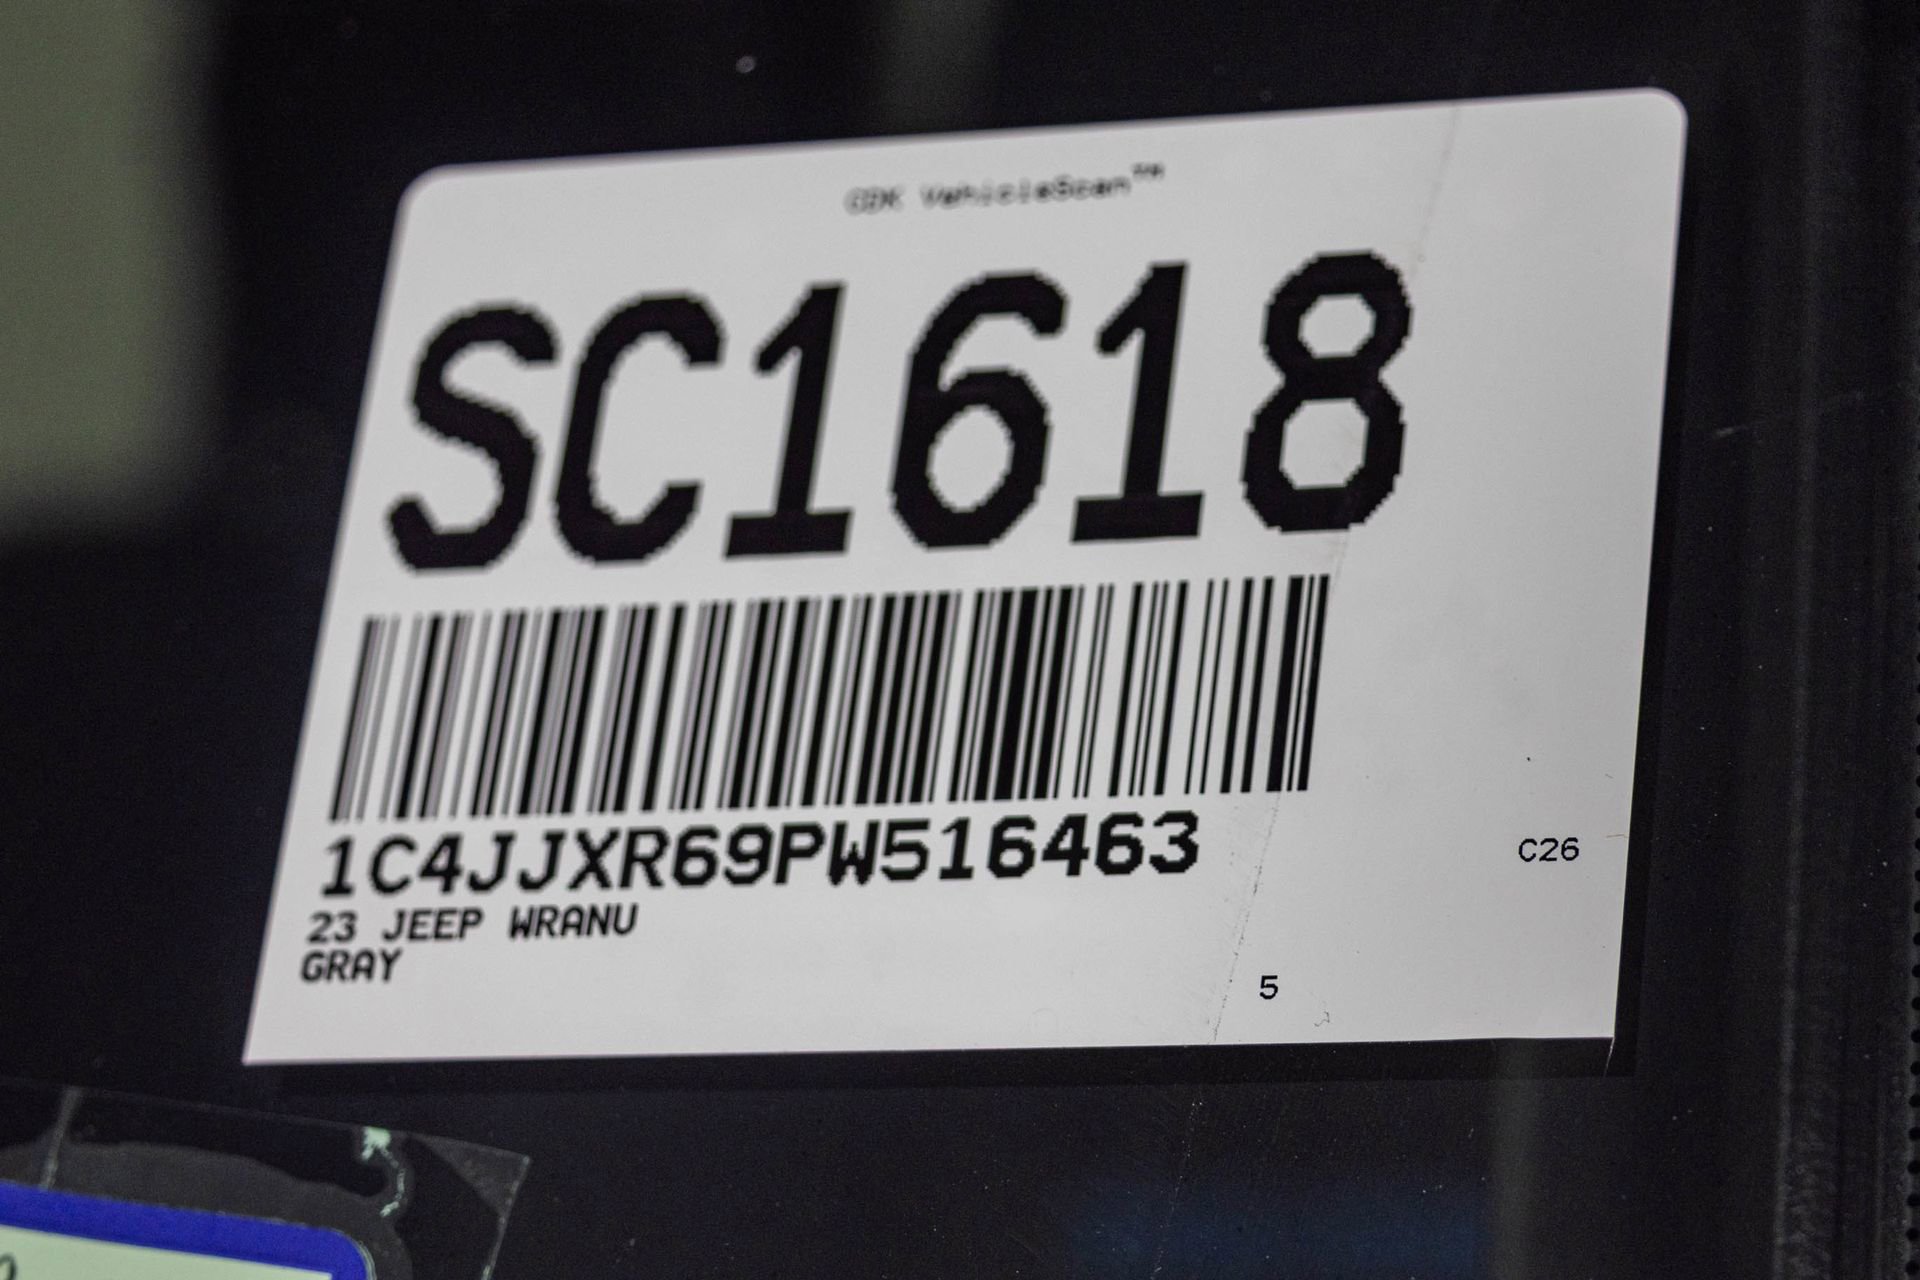 CDK VehicleScan™
SC1618
1C4JJXR69PW516463
23 JEEP WRANU
GRAY
C26
5